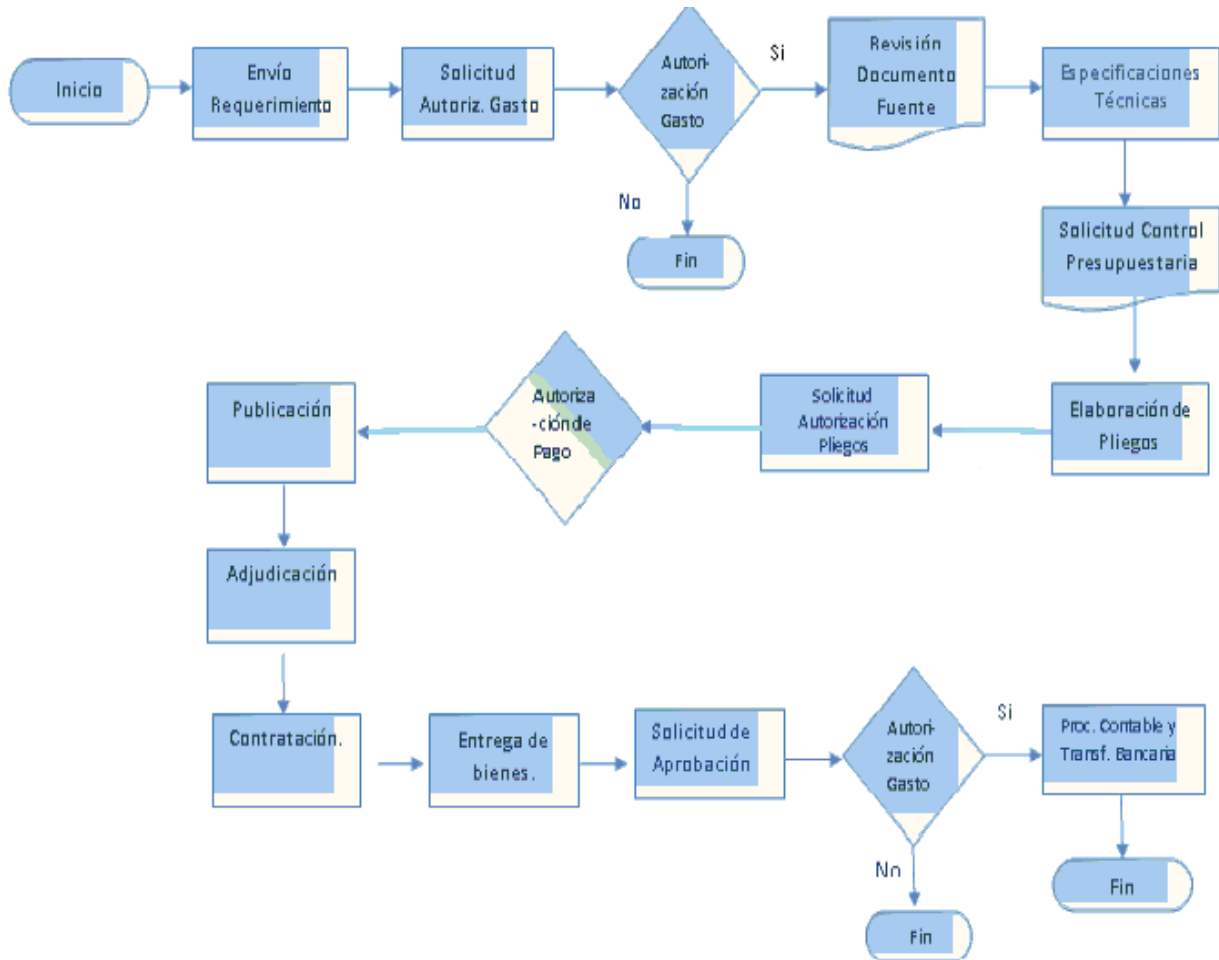 Inicio
Envío
Requerimiento
Solicitud
Autoriz. Gasto
Autori-
zación
Gasto
Si
No
Fin
Revisión
Documento
Fuente
Especificaciones
Técnicas
Solicitud Control
Presupuestaria
Elaboración de
Pliegos
Solicitud
Autorización
Pliegos
Autoriza
-ción de
Pago
Publicación
Adjudicación
Contratación.
Entrega de
bienes.
Solicitud de
Aprobación
Autori-
zación
Gasto
Si
No
Fin
Proc. Contable y
Transf. Bancaria
Fin